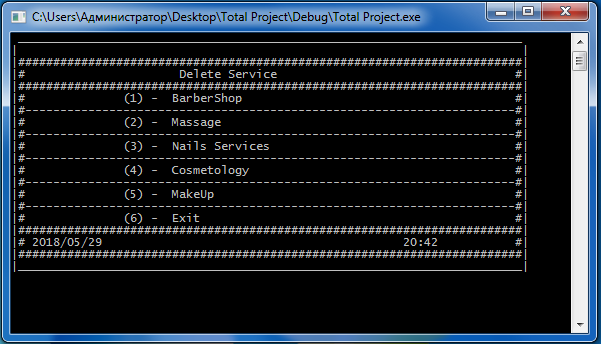 C:\Users\Администратор\Desktop\Total Project\Debug\Total Project.exe
Delete Service
(1) - BarberShop
(2) - Massage
(3) - Nails Services
(4) - Cosmetology
(5) - MakeUp
(6) - Exit
2018/05/29 20:42